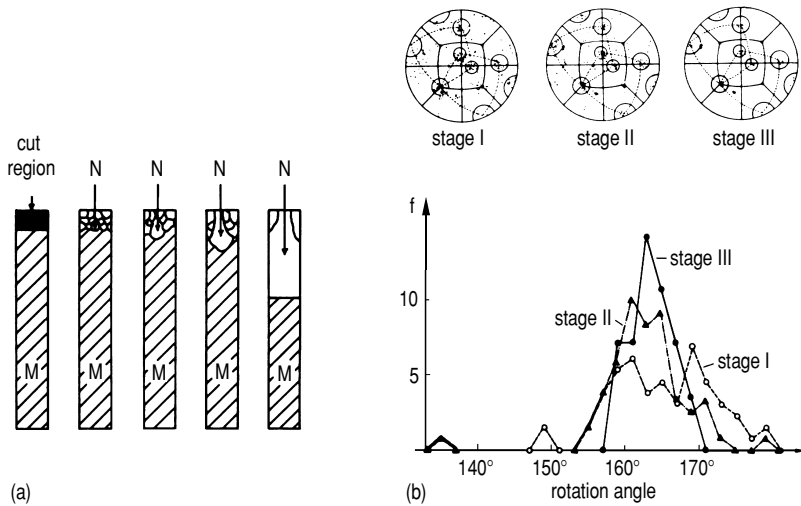 cut
region
N N N N
M M M M M
(a)
stage I stage II stage III
f
10
5
stage III
stage II
stage I
140° 150° 160° 170°
rotation angle
(b)